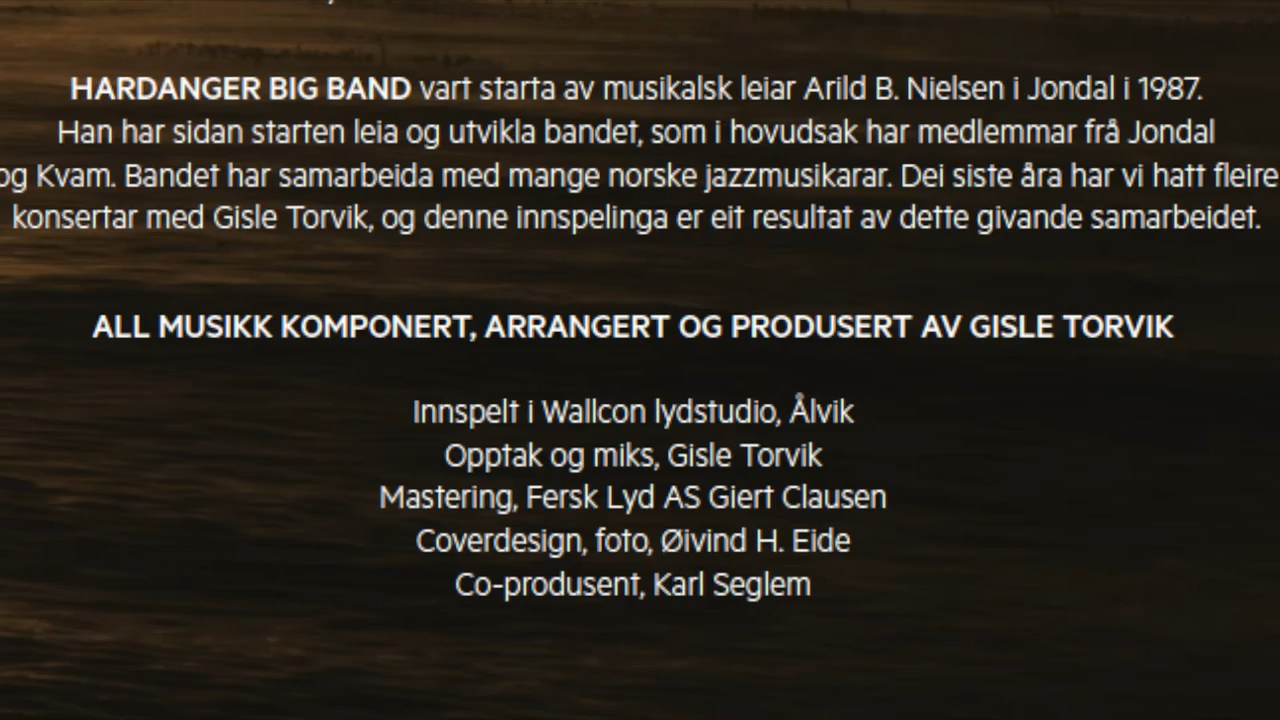 HARDANGER BIG BAND vart starta av musikalsk leiar Arild B. Nielsen i Jondal i 1987.
Han har sidan starten leia og utvikla bandet, som i hovudsak har medlemmar frå Jondal
og Kvam. Bandet har samarbeida med mange norske jazzmusikarar. Dei siste åra har vi hatt fleire
konsertar med Gisle Torvik, og denne innspelinga er eit resultat av dette givande samarbeidet.
ALL MUSIKK KOMPONERT, ARRANGERT OG PRODUSERT AV GISLE TORVIK
Innspelt i Wallcon lydstudio, Ålvik
Opptak og miks, Gisle Torvik
Mastering, Fersk Lyd AS Giert Clausen
Coverdesign, foto, Øivind H. Eide
Co-produsent, Karl Seglem